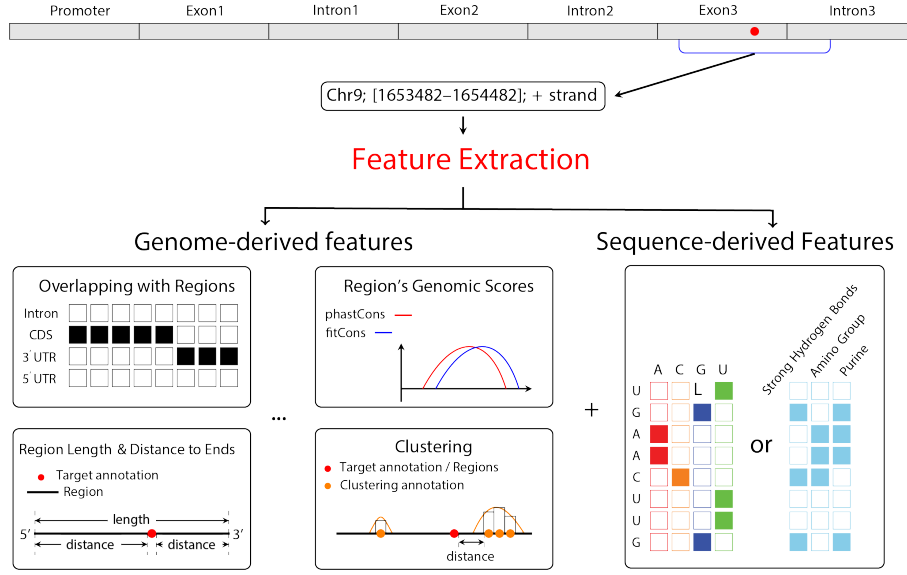 Promoter Exon1 Intron1 Exon2 Intron2 Exon3 Intron3
Chr9; [1653482–1654482]; + strand
Feature Extraction
Genome-derived features
Sequence-derived Features
Overlapping with Regions
Intron
CDS
3'UTR
5'UTR
Region's Genomic Scores
phastCons
fitCons
...
Region Length & Distance to Ends
Target annotation
Region
length
5' 3'
distance distance
Clustering
Target annotation / Regions
Clustering annotation
distance
+
A C G U
U L
G
A
A
C
U
U
G
or
Strong Hydrogen Bonds
Amino Group
Purine